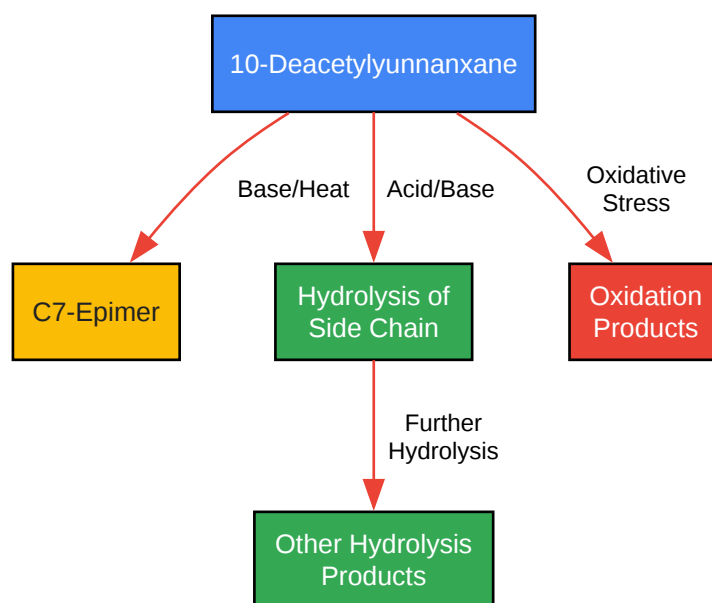 10-Deacetylyunnanxane
Base/Heat
Acid/Base
Oxidative
Stress
C7-Epimer
Hydrolysis of
Side Chain
Oxidation
Products
Further
Hydrolysis
Other Hydrolysis
Products